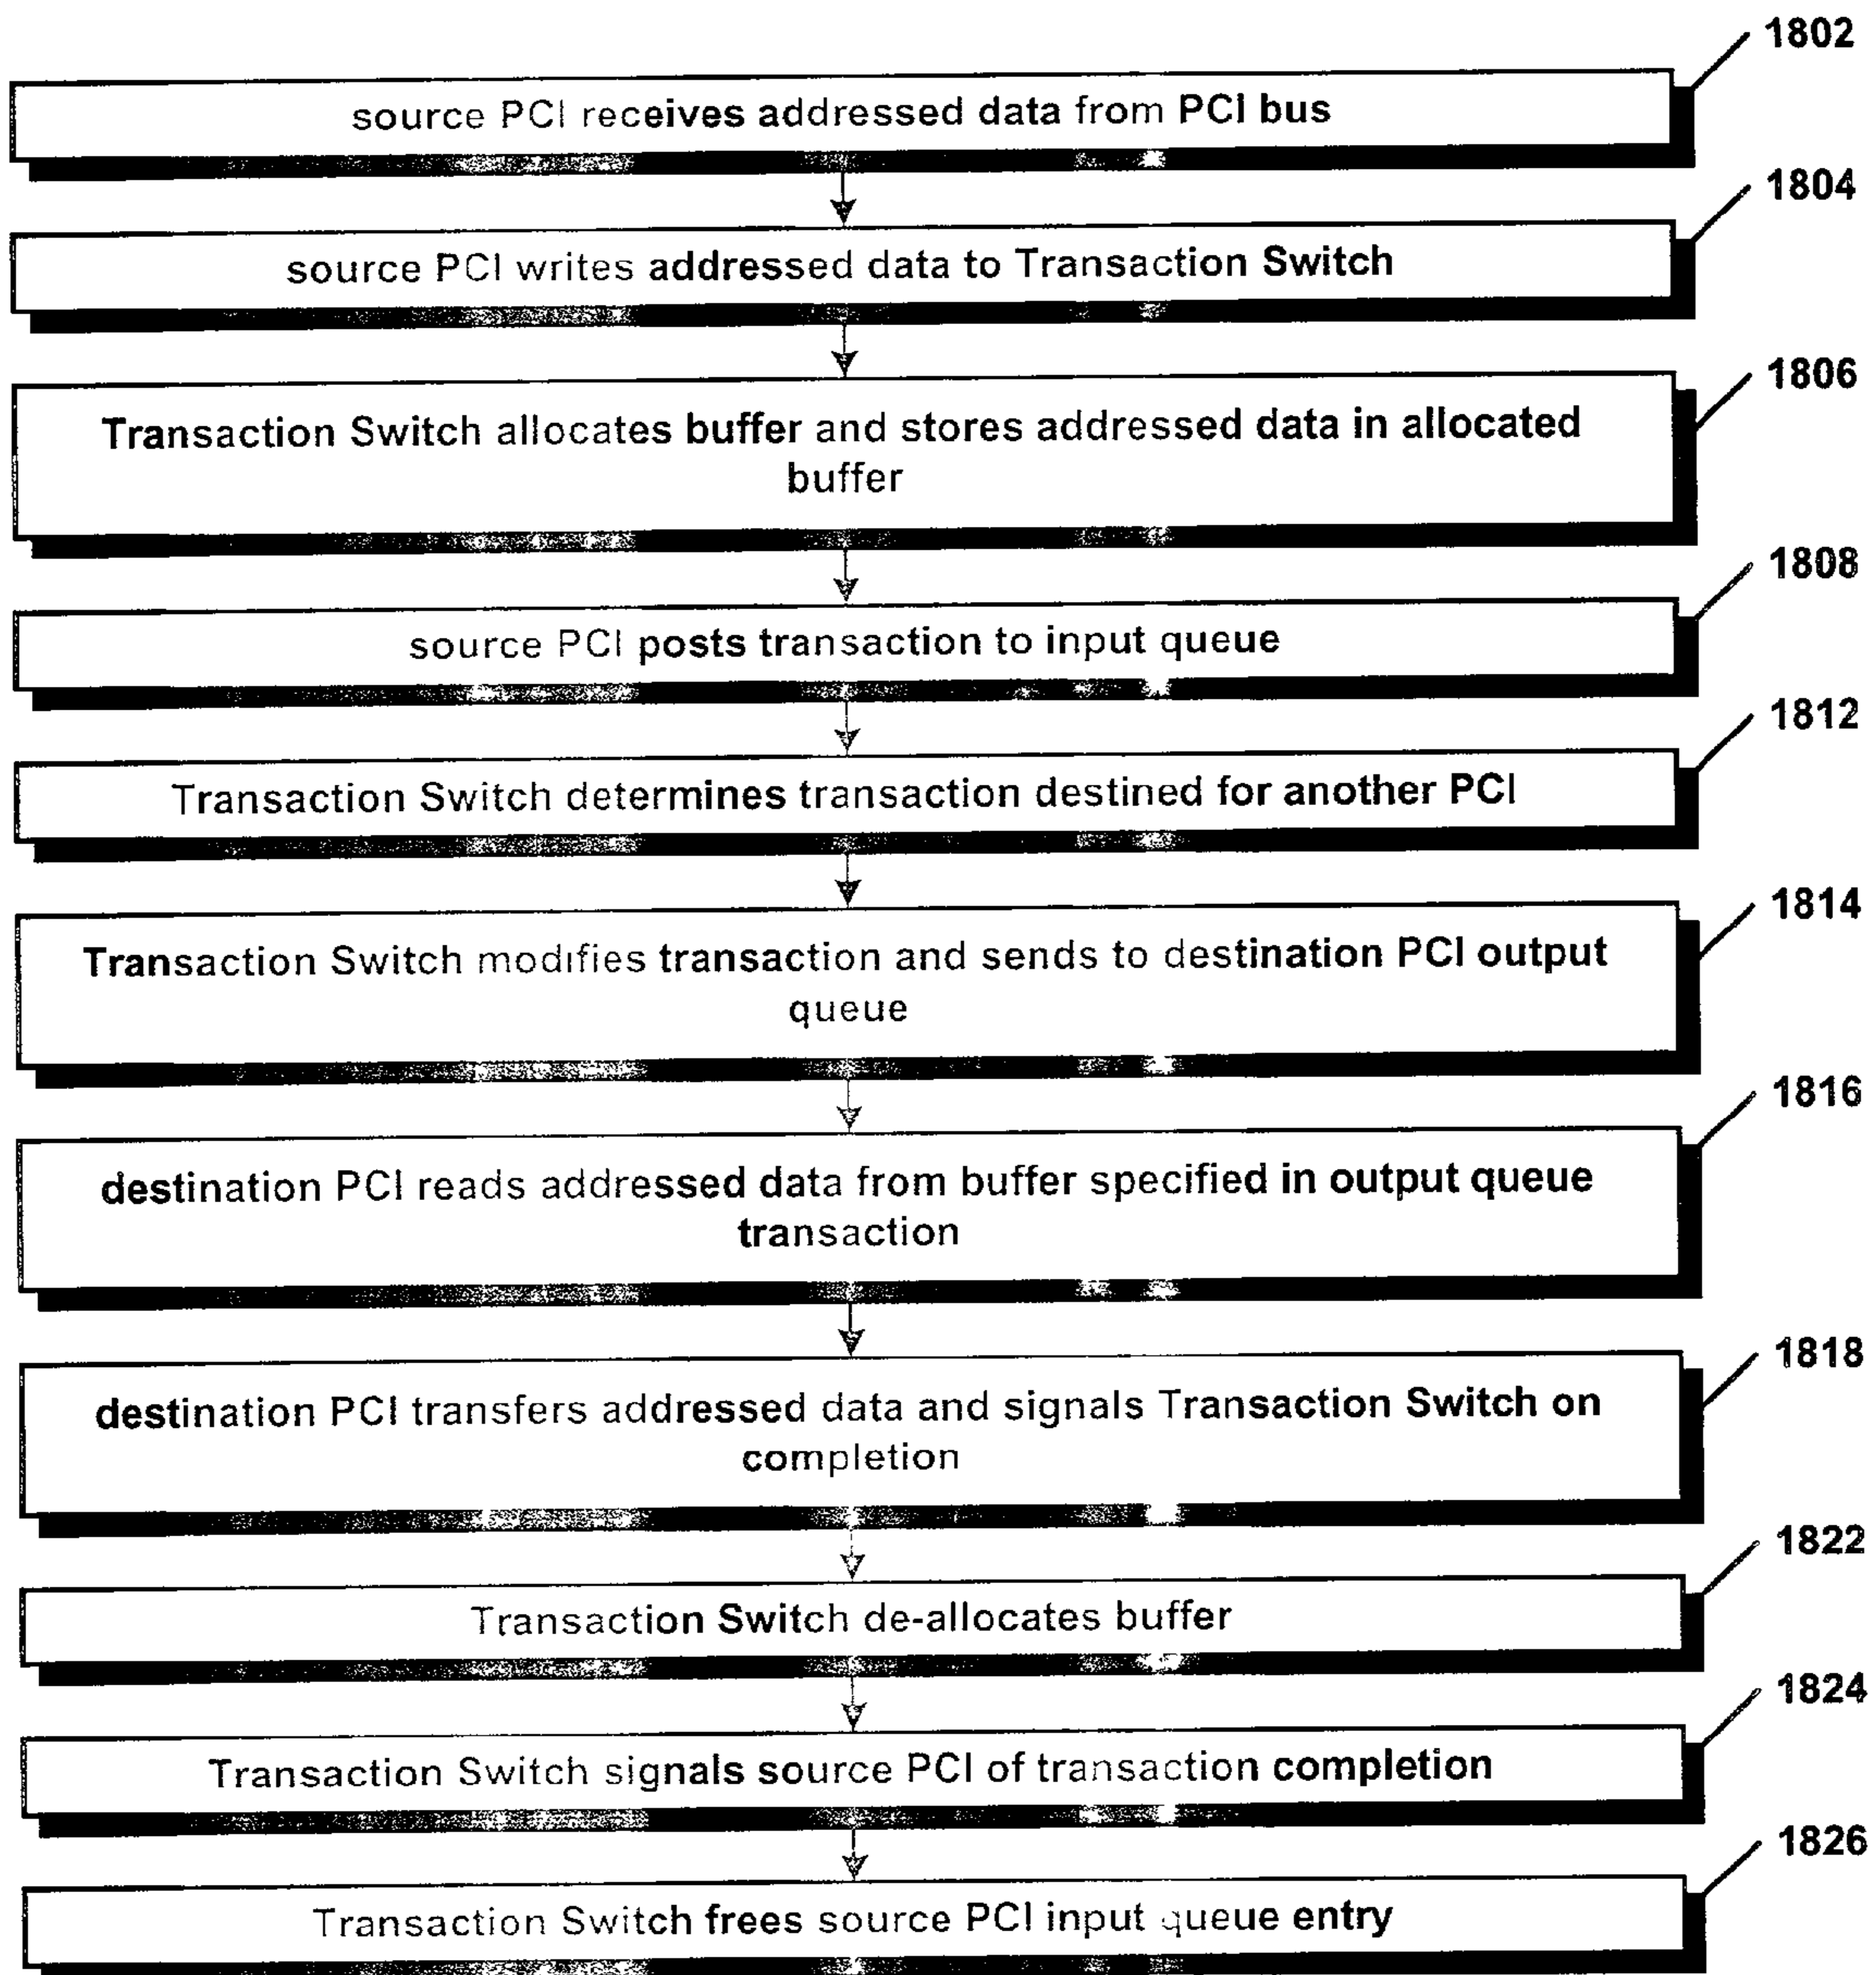 1802
source PCI receives addressed data from PCI bus
1804
source PCI writes addressed data to Transaction Switch
1806
Transaction Switch allocates buffer and stores addressed data in allocated
buffer
1808
source PCI posts transaction to input queue
1812
Transaction Switch determines transaction destined for another PCI
1814
Transaction Switch modifies transaction and sends to destination PCI output
queue
1816
destination PCI reads addressed data from buffer specified in output queue
transaction
1818
destination PCI transfers addressed data and signals Transaction Switch on
completion
1822
Transaction Switch de-allocates buffer
1824
Transaction Switch signals source PCI of transaction completion
1826
Transaction Switch frees source PCI input queue entry